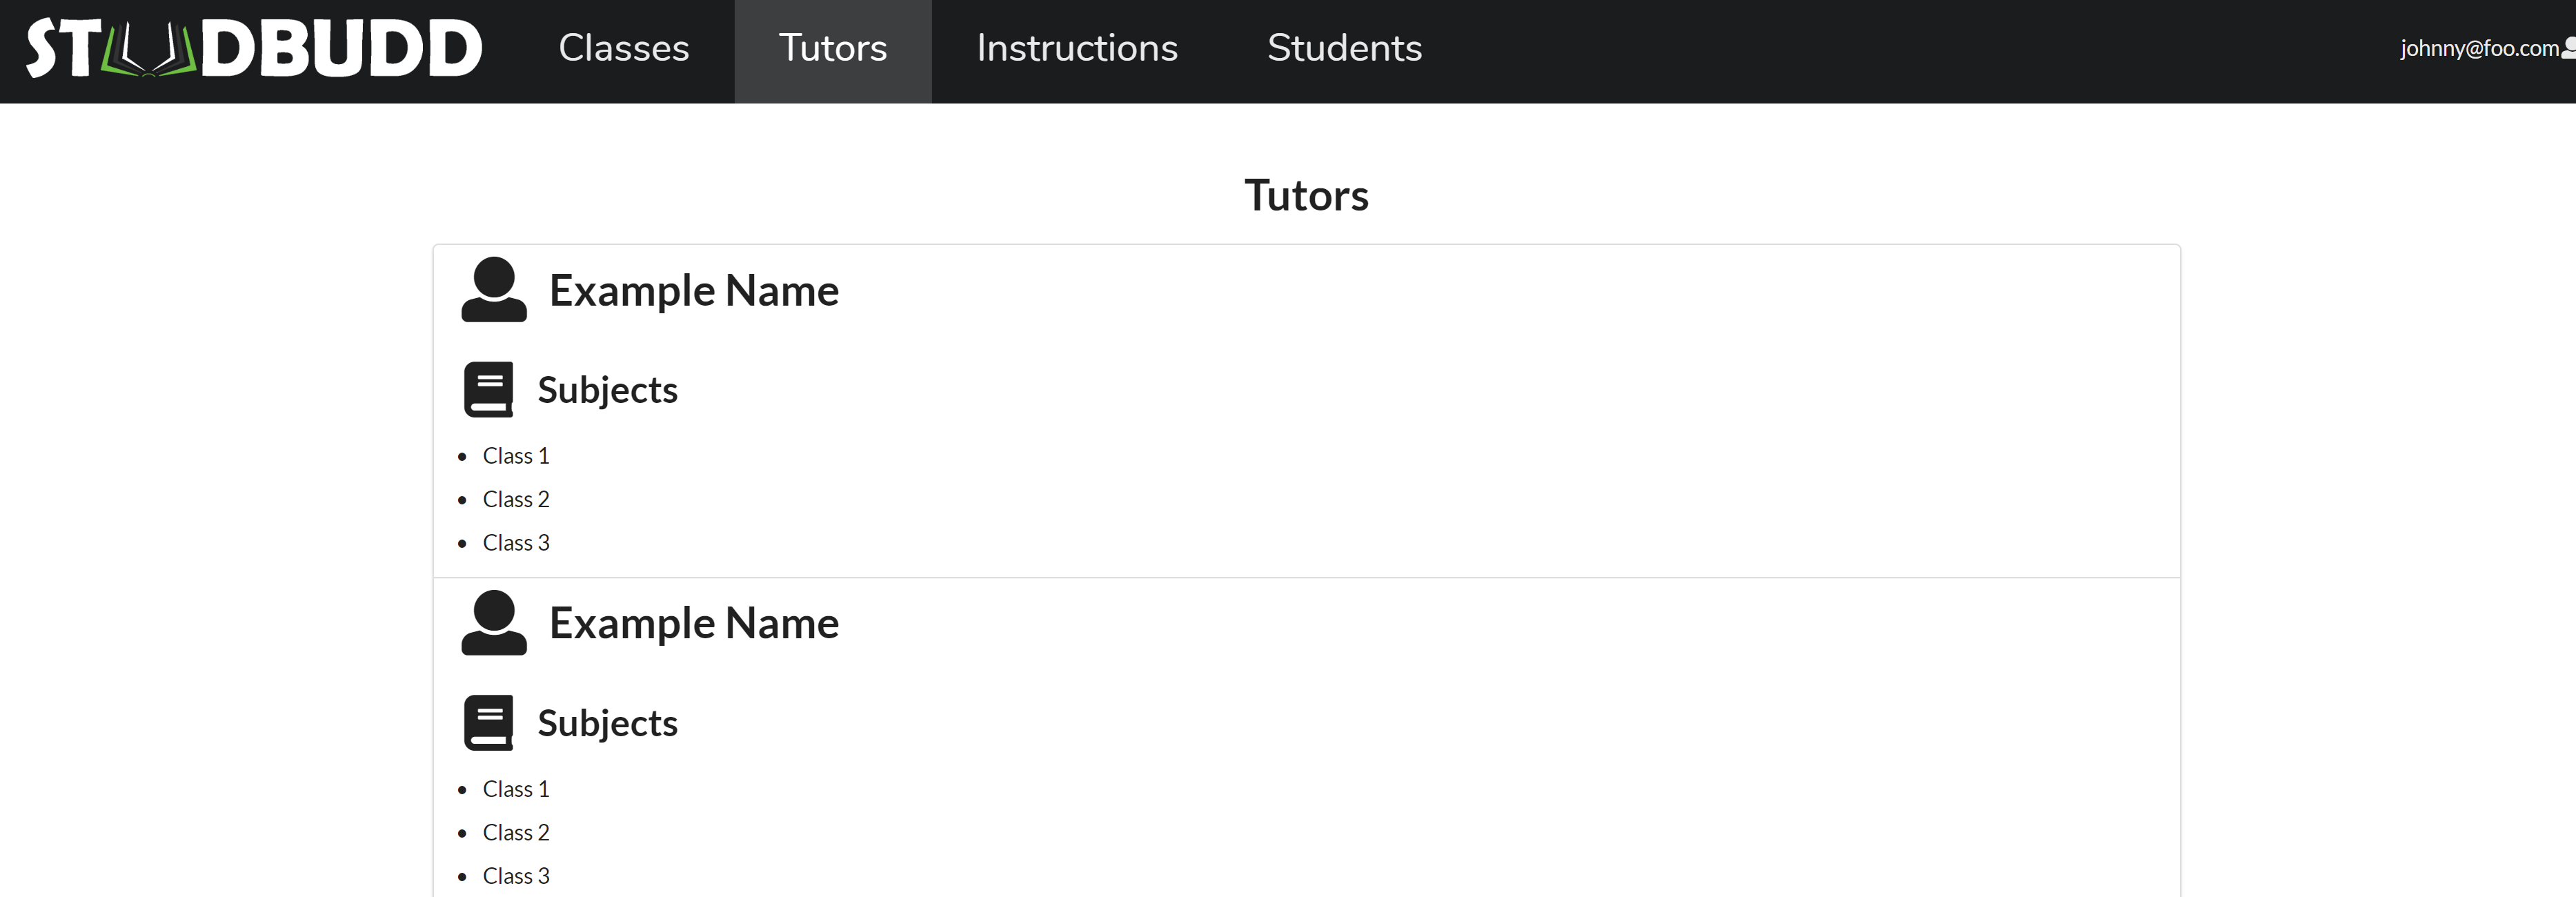 STUDBUDD Classes Tutors Instructions Students johnny@foo.com
Tutors
Example Name
Subjects
Class 1
Class 2
Class 3
Example Name
Subjects
Class 1
Class 2
Class 3